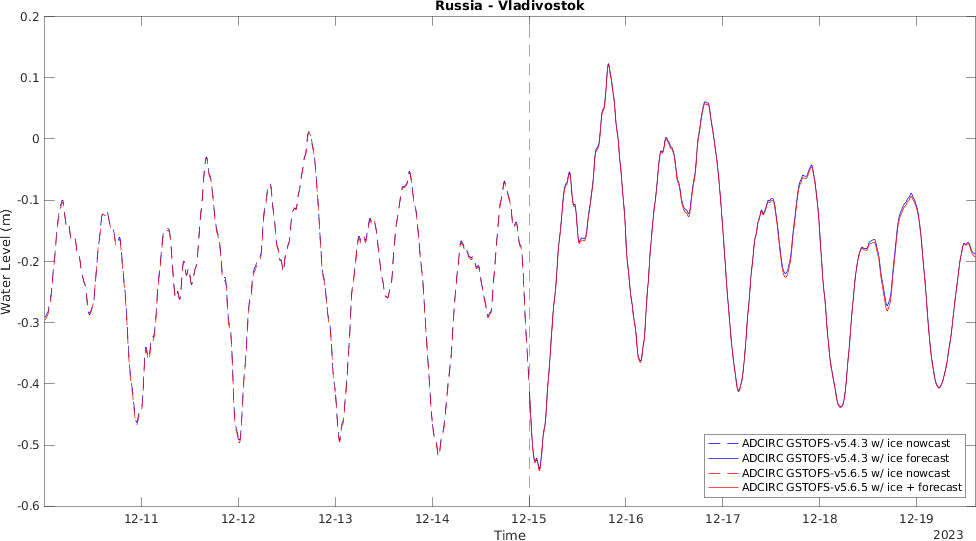 Russia - Vladivostok
0.2
0.1
0
-0.1
-0.2
-0.3
-0.4
-0.5
-0.6
Water Level (m)
12-11 12-12 12-13 12-14 12-15 12-16 12-17 12-18 12-19
Time
2023
ADCIRC GSTOFS-v5.4.3 w/ ice nowcast
ADCIRC GSTOFS-v5.4.3 w/ ice forecast
ADCIRC GSTOFS-v5.6.5 w/ ice nowcast
ADCIRC GSTOFS-v5.6.5 w/ ice + forecast